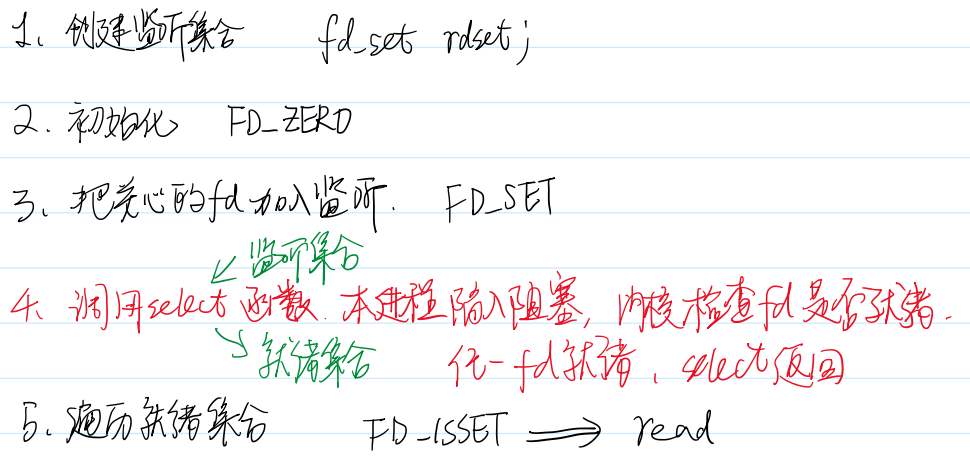 1、创建监听集合 fd_set rdset;
2. 初始化 FD_ZERO
3. 把关心的fd加入监听. FD_SET
监听集合
4、调用select函数. 本进程陷入阻塞, 内核检查fd是否就绪.
就绪集合 任一fd就绪, select返回
5、遍历就绪集合 FD_ISSET ⟹ read